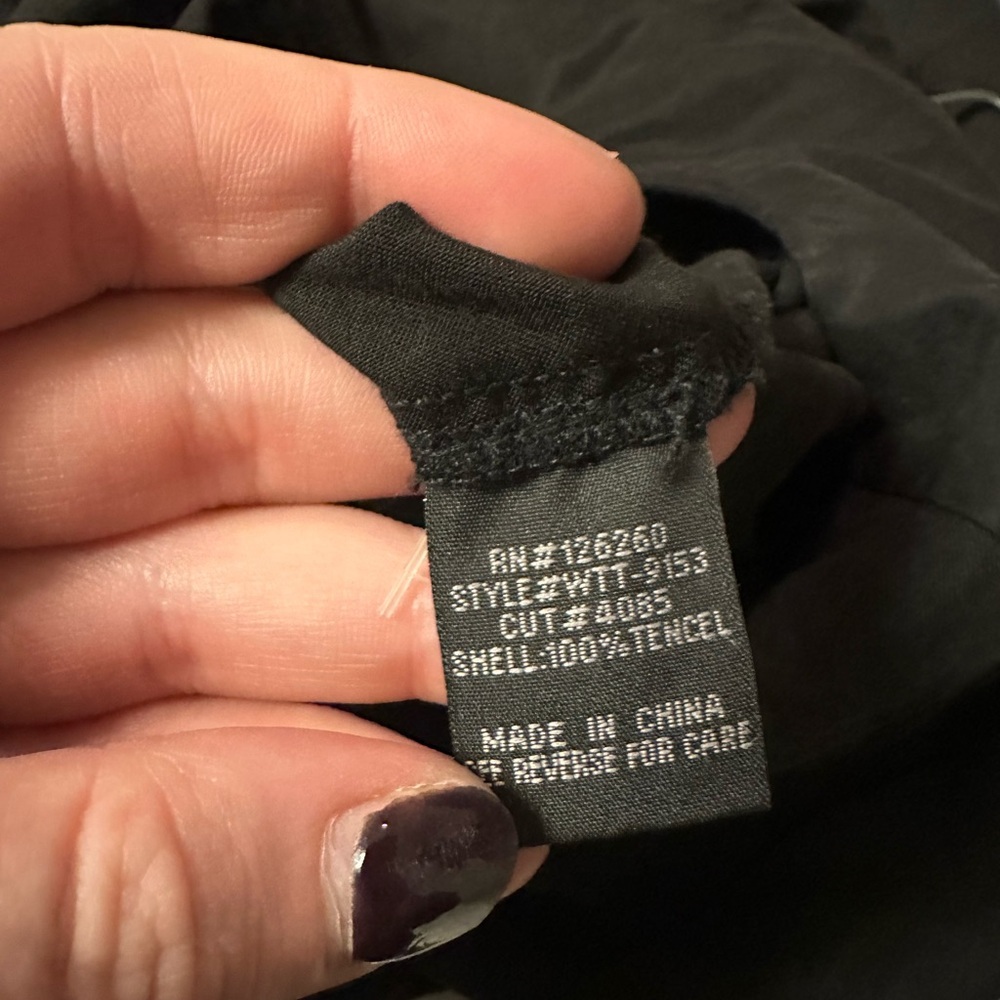 RN#126260
STYLE#WTT-9153
CUT#4085
SHELL:100%TENCEL
MADE IN CHINA
SEE REVERSE FOR CARE